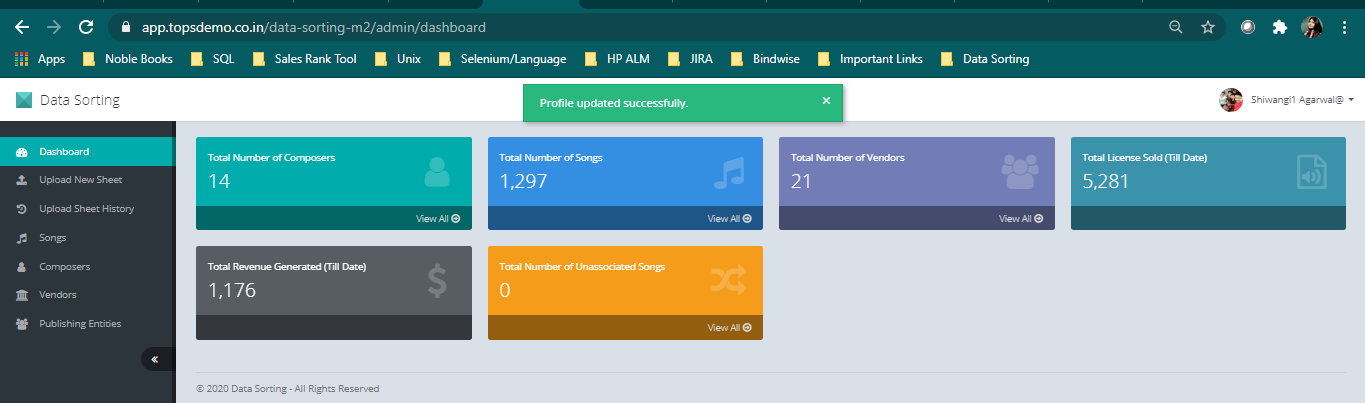 app.topsdemo.co.in/data-sorting-m2/admin/dashboard
Apps Noble Books SQL Sales Rank Tool Unix Selenium/Language HP ALM JIRA Bindwise Important Links Data Sorting
Data Sorting
Profile updated successfully. ×
Shiwangi1 Agarwal@
Dashboard
Upload New Sheet
Upload Sheet History
Songs
Composers
Vendors
Publishing Entities
Total Number of Composers
14
View All
Total Number of Songs
1,297
View All
Total Number of Vendors
21
View All
Total License Sold (Till Date)
5,281
Total Revenue Generated (Till Date)
1,176
Total Number of Unassociated Songs
0
View All
© 2020 Data Sorting - All Rights Reserved